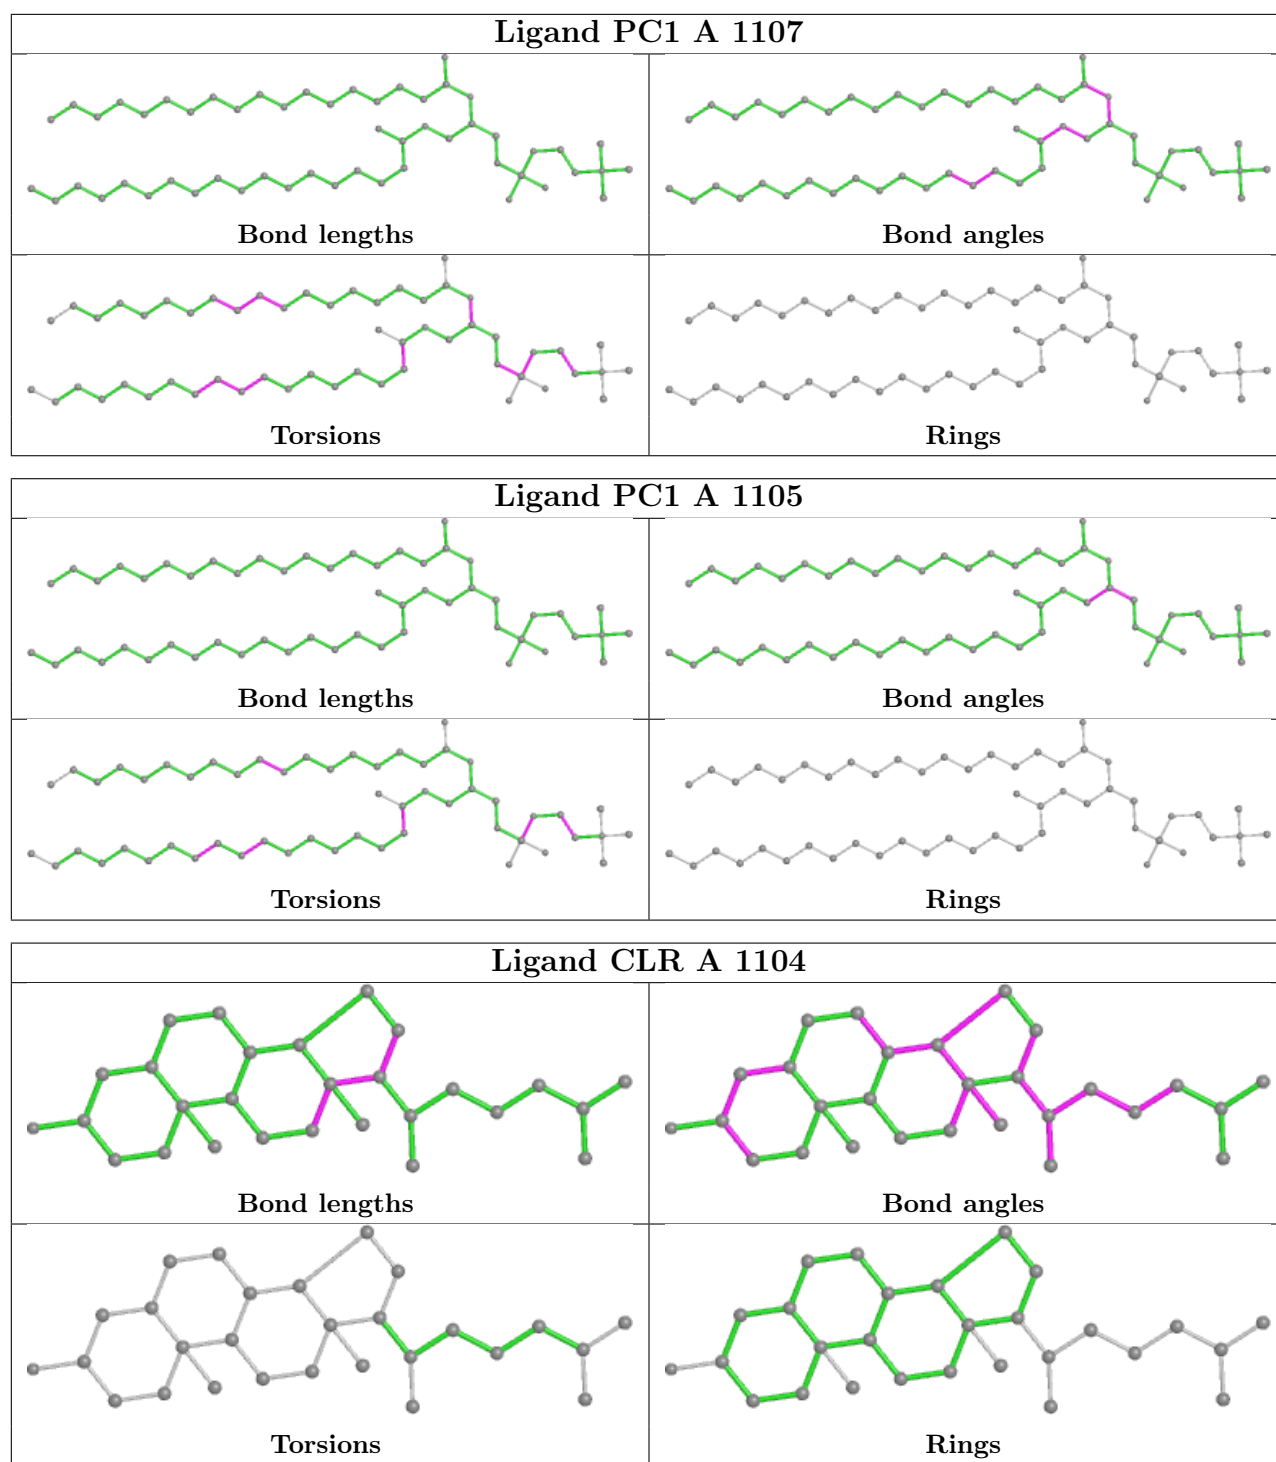 Ligand PC1 A 1107
Bond lengths
Bond angles
Torsions
Rings
Ligand PC1 A 1105
Bond lengths
Bond angles
Torsions
Rings
Ligand CLR A 1104
Bond lengths
Bond angles
Torsions
Rings